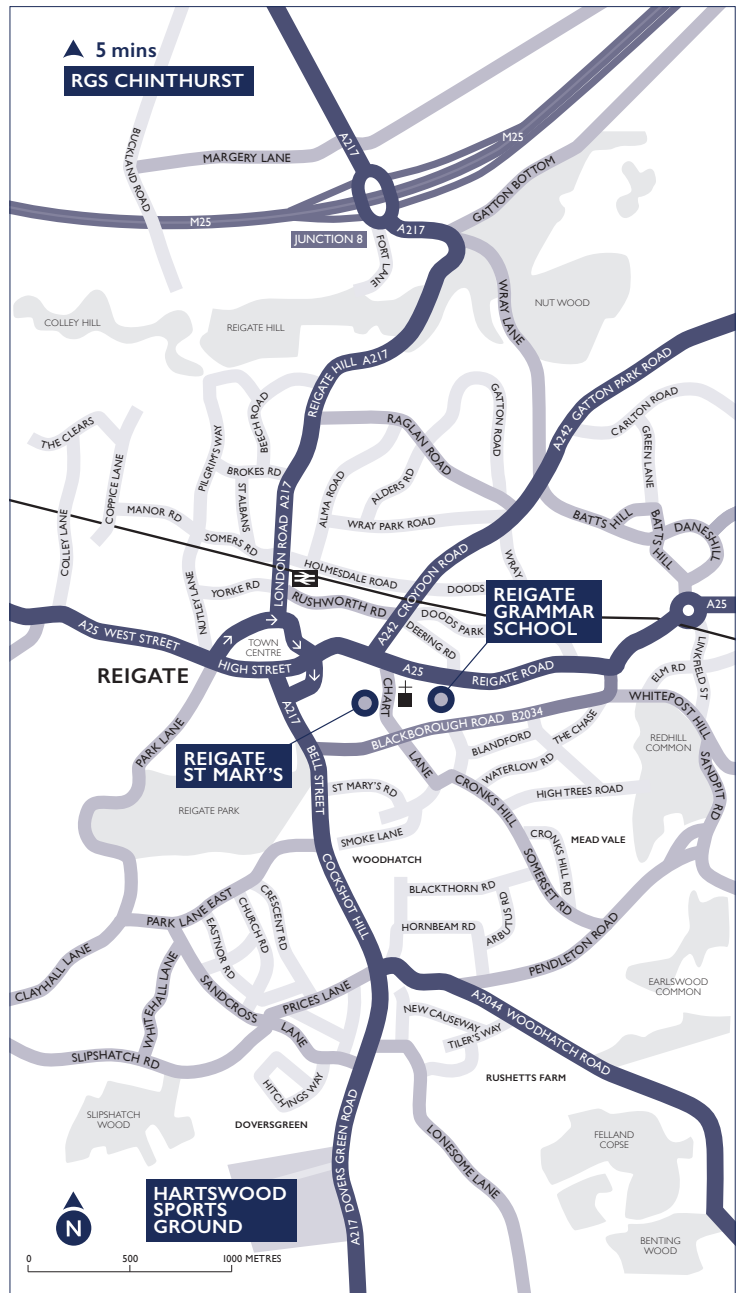 5 mins
RGS CHINTHURST
A217
M25
MARGERY LANE
BUCKLAND ROAD
GATTON BOTTOM
M25
A217
JUNCTION 8
FORT LANE
WRAY LANE
NUT WOOD
COLLEY HILL
REIGATE HILL
REIGATE HILL A217
A242 GATTON PARK ROAD
THE CLEARS
PILGRIM'S WAY
BEECH ROAD
RAGLAN ROAD
GATTON ROAD
CARLTON ROAD
GREEN LANE
COPPICE LANE
BROKES RD
ST ALBANS
ALMA ROAD
ALDERS RD
MANOR RD
LONDON ROAD A217
WRAY PARK ROAD
BATTS HILL
BATTS HILL
DANESHILL
COLLEY LANE
SOMERS RD
HOLMESDALE ROAD
A242 CROYDON ROAD
WRAY
NUTLEY LANE
YORKE RD
RUSHWORTH RD
DOODS
DOODS PARK
DEERING RD
REIGATE
GRAMMAR
SCHOOL
A25
A25 WEST STREET
TOWN
CENTRE
HIGH STREET
REIGATE
A25
REIGATE ROAD
ELM RD
LINKFIELD ST
CHART
LANE
A217
BELL STREET
BLACKBOROUGH ROAD B2034
WHITEPOST HILL
PARK LANE
REIGATE
ST MARY'S
BLANDFORD
THE CHASE
WATERLOW RD
REDHILL
COMMON
SANDPIT RD
REIGATE PARK
ST MARY'S RD
CRONKS HILL
HIGH TREES ROAD
SMOKE LANE
CRONKS HILL RD
MEAD VALE
WOODHATCH
COCKSHOT HILL
SOMERSET RD
BLACKTHORN RD
ARBUTUS RD
HORNBEAM RD
PARK LANE EAST
CRESCENT RD
CHURCH RD
EASTNOR RD
PENDLETON ROAD
CLAYHALL LANE
WHITEHALL LANE
SANDCROSS
LANE
PRICES LANE
EARLSWOOD
COMMON
A2044 WOODHATCH ROAD
NEW CAUSEWAY
TILER'S WAY
SLIPSHATCH RD
HITCHINGS WAY
RUSHETTS FARM
SLIPSHATCH
WOOD
DOVERSGREEN
A217 DOVERS GREEN ROAD
LONESOME LANE
FELLAND
COPSE
HARTSWOOD
SPORTS
GROUND
N
BENTING
WOOD
0 500 1000 METRES